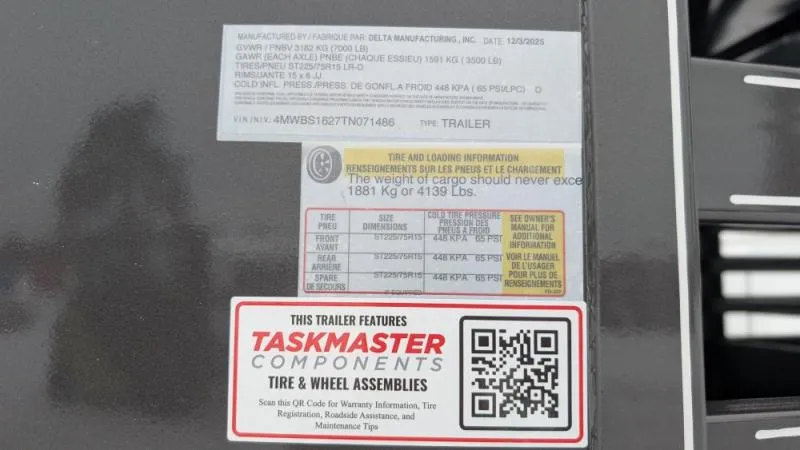 MANUFACTURED BY / FABRIQUE PAR: DELTA MANUFACTURING, INC. DATE: 12/3/2025
GVWR / PNBV 3182 KG (7000 LB)
GAWR (EACH AXLE) PNBE (CHAQUE ESSIEU) 1591 KG ( 3500 LB)
TIRES/PNEU ST225/75R15 LR-D
RIMS/JANTE 15 x 6 JJ
COLD INFL. PRESS./PRESS. DE GONFL.A FROID 448 KPA ( 65 PSI/LPC) O
V I N / N.I.V. 4MWBS1627TN071486 TYPE: TRAILER
TIRE AND LOADING INFORMATION
RENSEIGNEMENTS SUR LES PNEUS ET LE CHARGEMENT
The weight of cargo should never exce
1881 Kg or 4139 Lbs.
TIRE PNEU SIZE DIMENSIONS COLD TIRE PRESSURE PRESSION DES PNEUS A FROID
FRONT AVANT ST225/75R15 448 KPA 65 PSI
REAR ARRIÈRE ST225/75R15 448 KPA 65 PSI
SPARE DE SECOURS ST225/75R15 448 KPA 65 PSI
IF EQUIPPED
SEE OWNER'S
MANUAL FOR
ADDITIONAL
INFORMATION
VOIR LE MANUEL
DE L'USAGER
POUR PLUS DE
RENSEIGNEMENTS
THIS TRAILER FEATURES
TASKMASTER
COMPONENTS
TIRE & WHEEL ASSEMBLIES
Scan this QR Code for Warranty Information, Tire
Registration, Roadside Assistance, and
Maintenance Tips